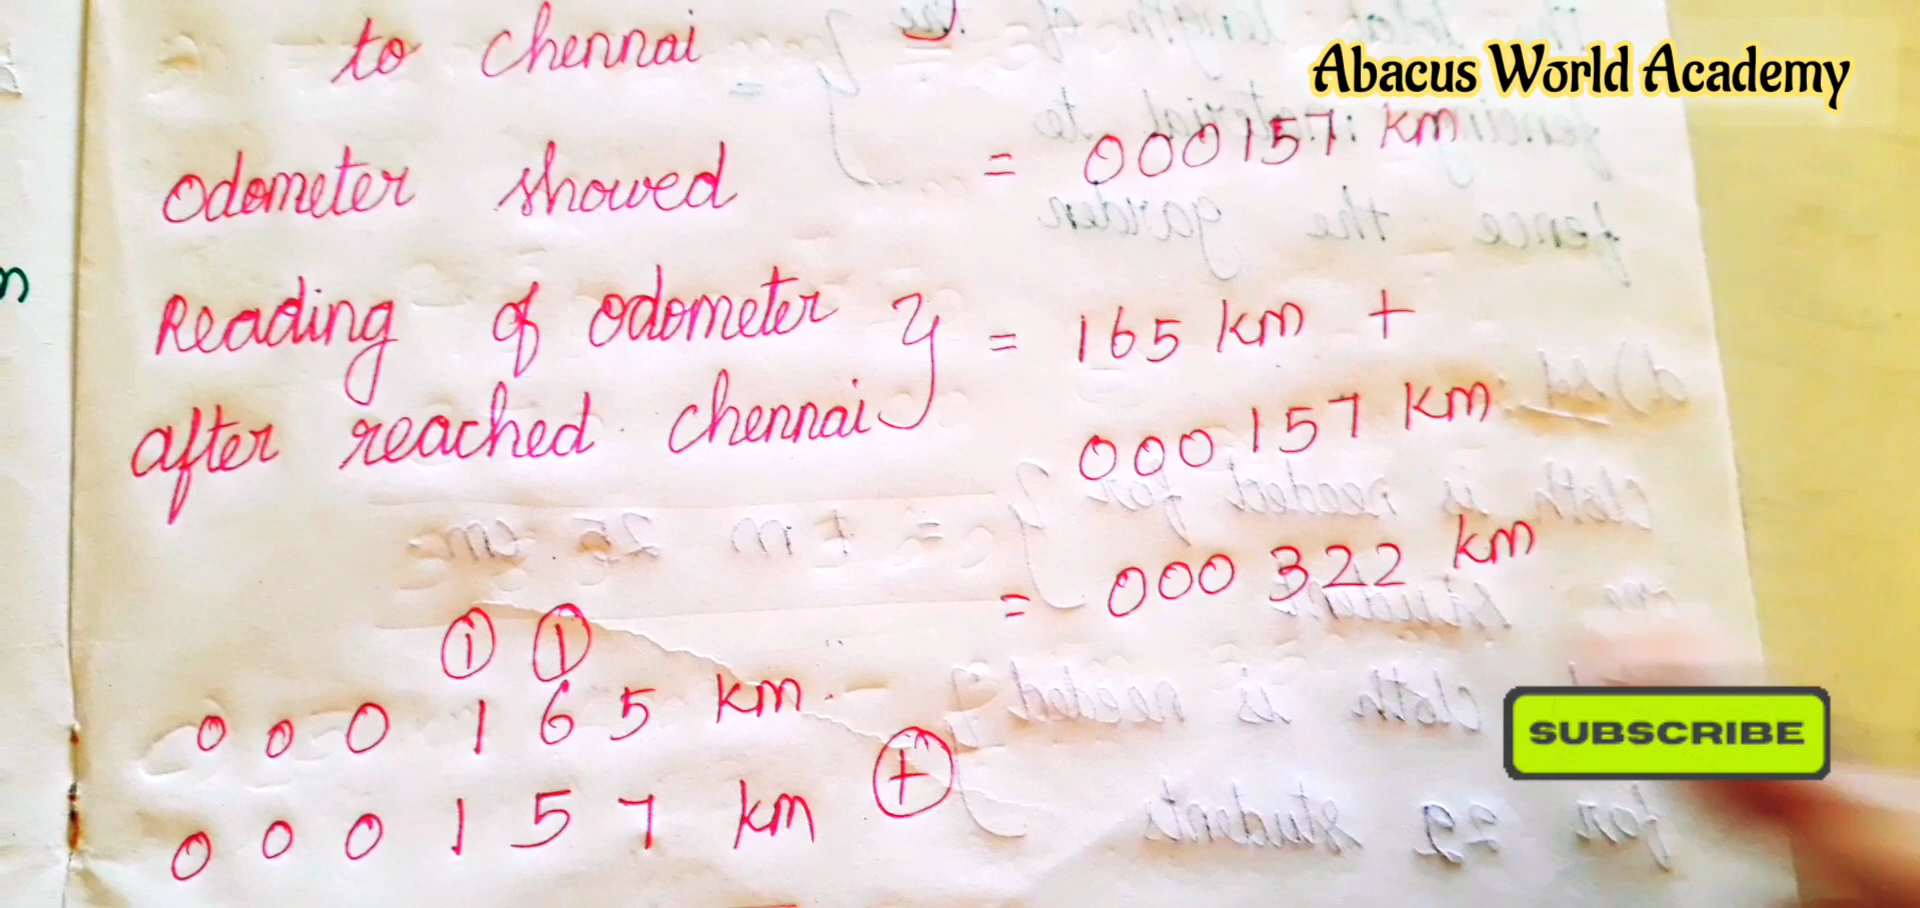 to Chennai
Abacus World Academy
Odometer showed = 000157 km
Reading of odometer } = 165 km +
after reached Chennai
000157 km
= 000 322 km
1 1
0 0 0 1 6 5 km
0 0 0 1 5 7 km +
SUBSCRIBE